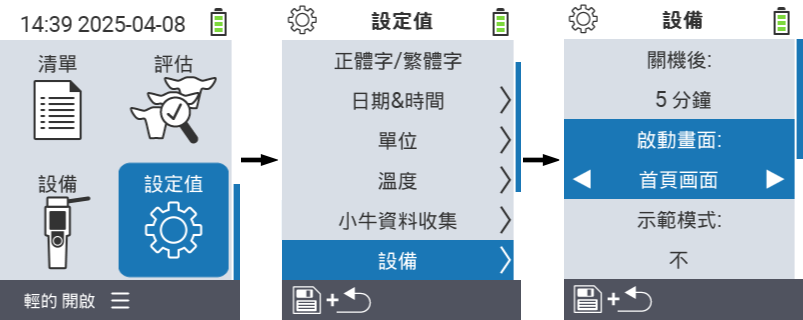 14:39 2025-04-08
清單
評估
設備
設定值
輕的 開啟
設定值
正體字/繁體字
日期&時間
單位
溫度
小牛資料收集
設備
+
設備
關機後:
5 分鐘
啟動畫面:
首頁画面
示範模式:
不
+